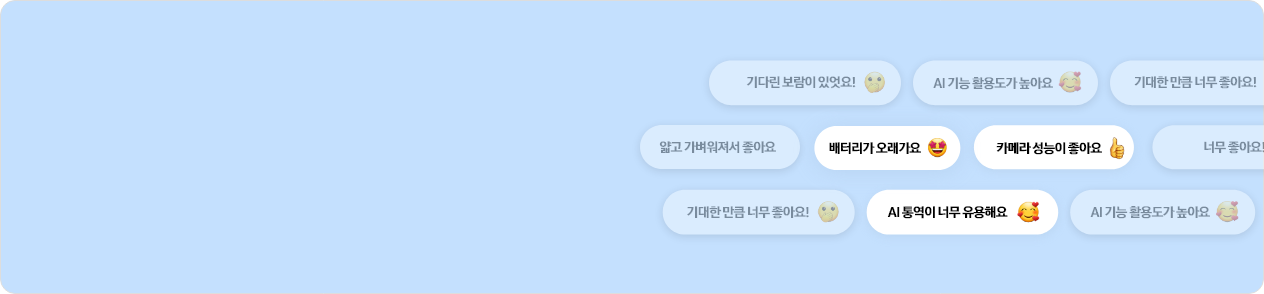 기다린 보람이 있엇요!
AI 기능 활용도가 높아요
기대한 만큼 너무 좋아요!
얇고 가벼워져서 좋아요
배터리가 오래가요
카메라 성능이 좋아요
너무 좋아요!
기대한 만큼 너무 좋아요!
AI 통역이 너무 유용해요
AI 기능 활용도가 높아요